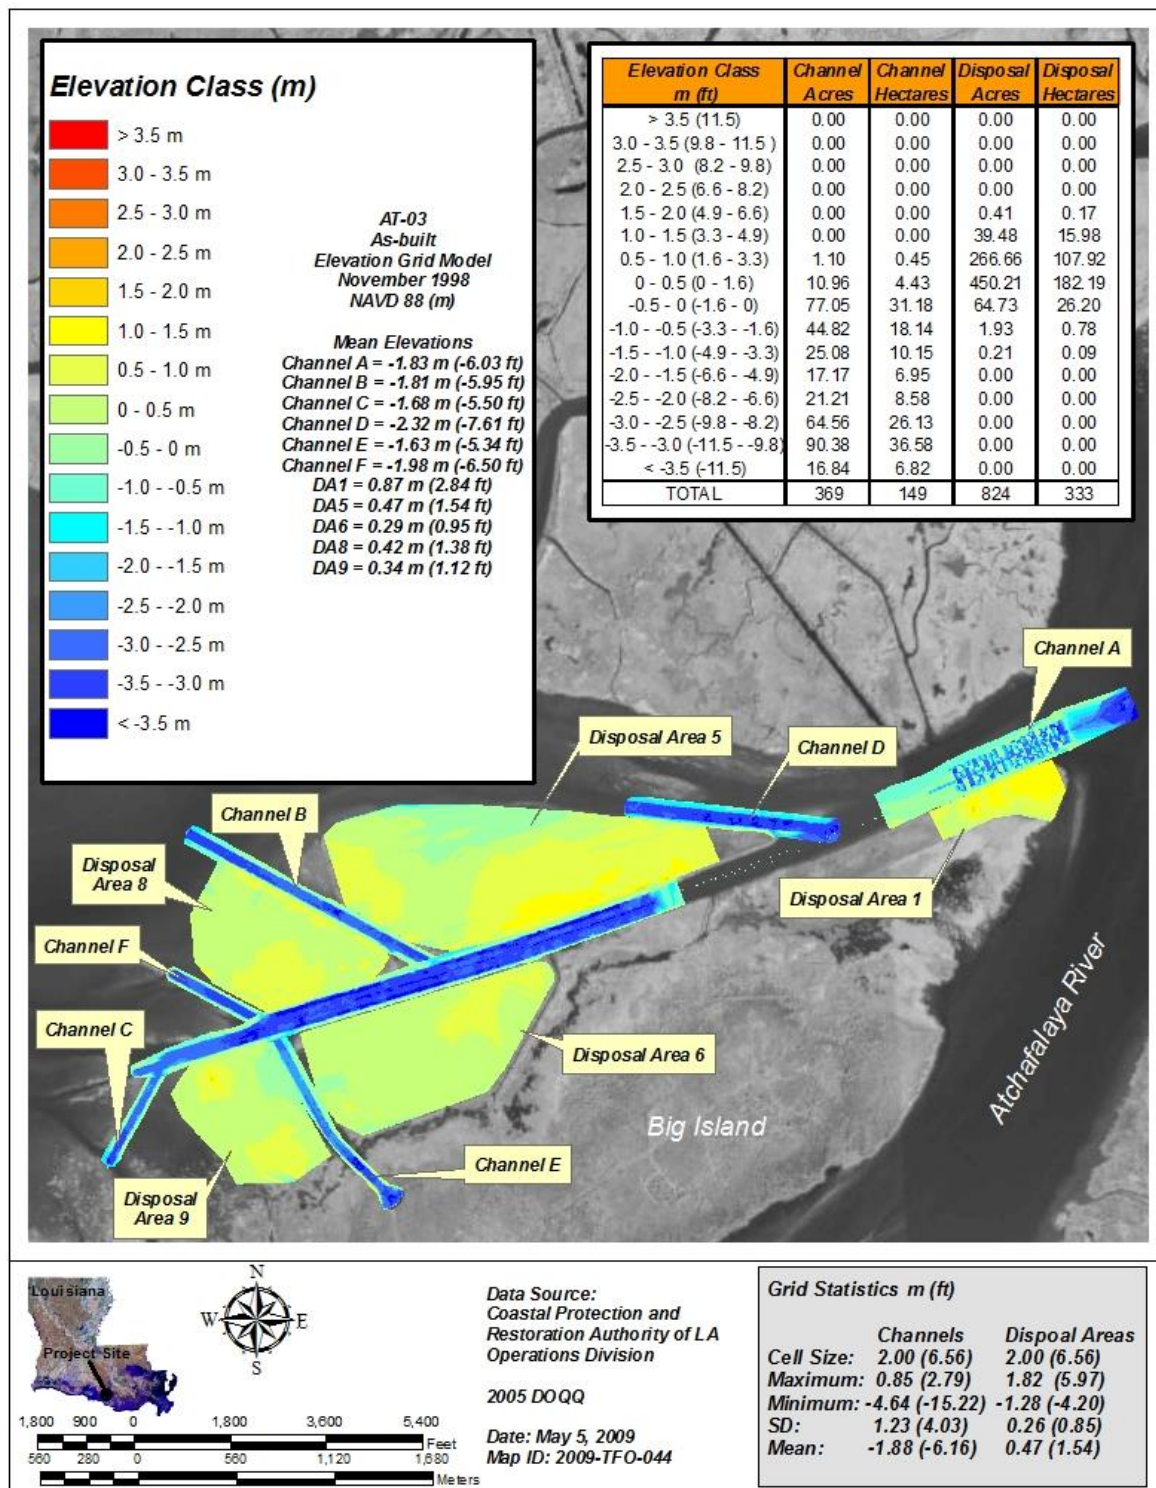 Elevation Class (m)
> 3.5 m
3.0 - 3.5 m
2.5 - 3.0 m
2.0 - 2.5 m
1.5 - 2.0 m
1.0 - 1.5 m
0.5 - 1.0 m
0 - 0.5 m
-0.5 - 0 m
-1.0 - -0.5 m
-1.5 - -1.0 m
-2.0 - -1.5 m
-2.5 - -2.0 m
-3.0 - -2.5 m
-3.5 - -3.0 m
< -3.5 m
AT-03
As-built
Elevation Grid Model
November 1998
NAVD 88 (m)
Mean Elevations
Channel A = -1.83 m (-6.03 ft)
Channel B = -1.81 m (-5.95 ft)
Channel C = -1.68 m (-5.50 ft)
Channel D = -2.32 m (-7.61 ft)
Channel E = -1.63 m (-5.34 ft)
Channel F = -1.98 m (-6.50 ft)
DA1 = 0.87 m (2.84 ft)
DA5 = 0.47 m (1.54 ft)
DA6 = 0.29 m (0.95 ft)
DA8 = 0.42 m (1.38 ft)
DA9 = 0.34 m (1.12 ft)
Elevation Class Channel Channel Disposal Disposal
m (ft) Acres Hectares Acres Hectares
> 3.5 (11.5) 0.00 0.00 0.00 0.00
3.0 - 3.5 (9.8 - 11.5 ) 0.00 0.00 0.00 0.00
2.5 - 3.0 (8.2 - 9.8) 0.00 0.00 0.00 0.00
2.0 - 2.5 (6.6 - 8.2) 0.00 0.00 0.00 0.00
1.5 - 2.0 (4.9 - 6.6) 0.00 0.00 0.41 0.17
1.0 - 1.5 (3.3 - 4.9) 0.00 0.00 39.48 15.98
0.5 - 1.0 (1.6 - 3.3) 1.10 0.45 266.66 107.92
0 - 0.5 (0 - 1.6) 10.96 4.43 450.21 182.19
-0.5 - 0 (-1.6 - 0) 77.05 31.18 64.73 26.20
-1.0 - -0.5 (-3.3 - -1.6) 44.82 18.14 1.93 0.78
-1.5 - -1.0 (-4.9 - -3.3) 25.08 10.15 0.21 0.09
-2.0 - -1.5 (-6.6 - -4.9) 17.17 6.95 0.00 0.00
-2.5 - -2.0 (-8.2 - -6.6) 21.21 8.58 0.00 0.00
-3.0 - -2.5 (-9.8 - -8.2) 64.56 26.13 0.00 0.00
-3.5 - -3.0 (-11.5 - -9.8) 90.38 36.58 0.00 0.00
< -3.5 (-11.5) 16.84 6.82 0.00 0.00
TOTAL 369 149 824 333
Channel A
Disposal Area 5
Channel D
Channel B
Disposal
Area 8
Disposal Area 1
Channel F
Channel C
Disposal Area 6
Atchafalaya River
Big Island
Channel E
Disposal
Area 9
Louisiana
Project Site
N
W E
S
1,800 900 0 1,800 3,600 5,400
Feet
560 280 0 560 1,120 1,680
Meters
Data Source:
Coastal Protection and
Restoration Authority of LA
Operations Division
2005 DOQQ
Date: May 5, 2009
Map ID: 2009-TFO-044
Grid Statistics m (ft)
Channels Dispoal Areas
Cell Size: 2.00 (6.56) 2.00 (6.56)
Maximum: 0.85 (2.79) 1.82 (5.97)
Minimum: -4.64 (-15.22) -1.28 (-4.20)
SD: 1.23 (4.03) 0.26 (0.85)
Mean: -1.88 (-6.16) 0.47 (1.54)